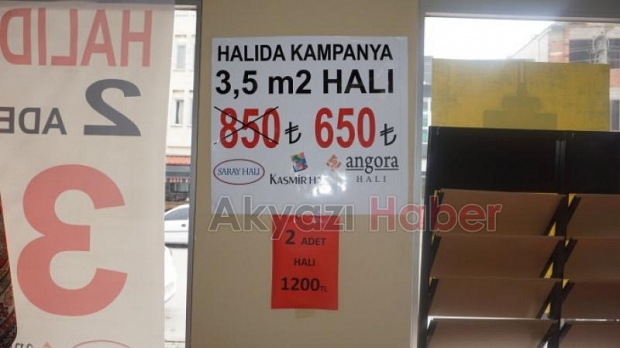 HALIDA KAMPANYA
3,5 m2 HALI
850₺ 650₺
SARAY HALI
KAŞMİR HALI
angora
HALI
Akyazı Haber
2 ADET
HALI
1200TL
HALID
2 ADE
3